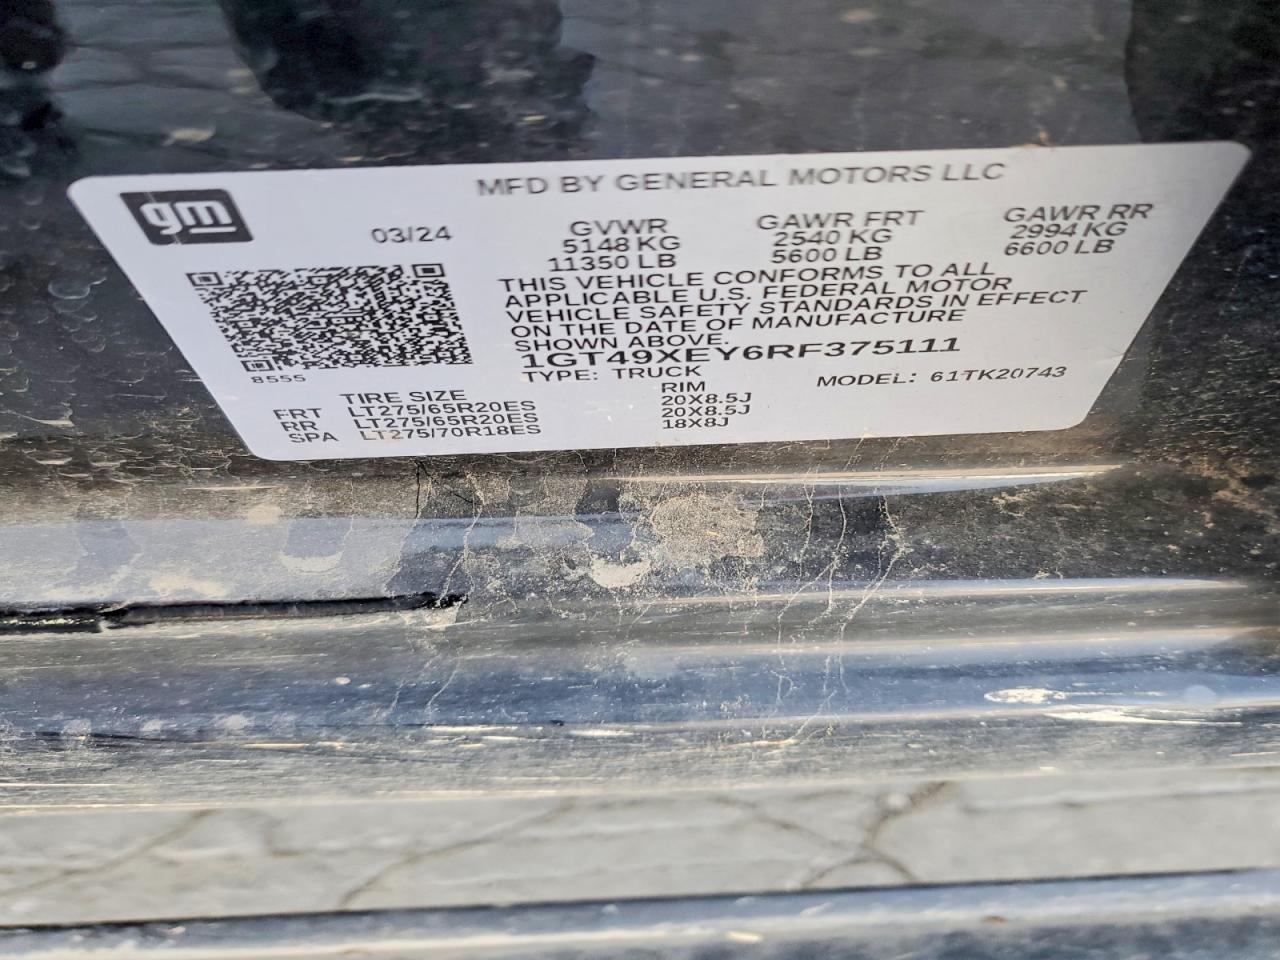 MFD BY GENERAL MOTORS LLC
gm
03/24
GVWR GAWR FRT GAWR RR
5148 KG 2540 KG 2994 KG
11350 LB 5600 LB 6600 LB
THIS VEHICLE CONFORMS TO ALL
APPLICABLE U.S. FEDERAL MOTOR
VEHICLE SAFETY STANDARDS IN EFFECT
ON THE DATE OF MANUFACTURE
SHOWN ABOVE.
1GT49XEY6RF375111
8555
TYPE: TRUCK MODEL: 61TK20743
TIRE SIZE RIM
FRT LT275/65R20ES 20X8.5J
RR LT275/65R20ES 20X8.5J
SPA LT275/70R18ES 18X8J